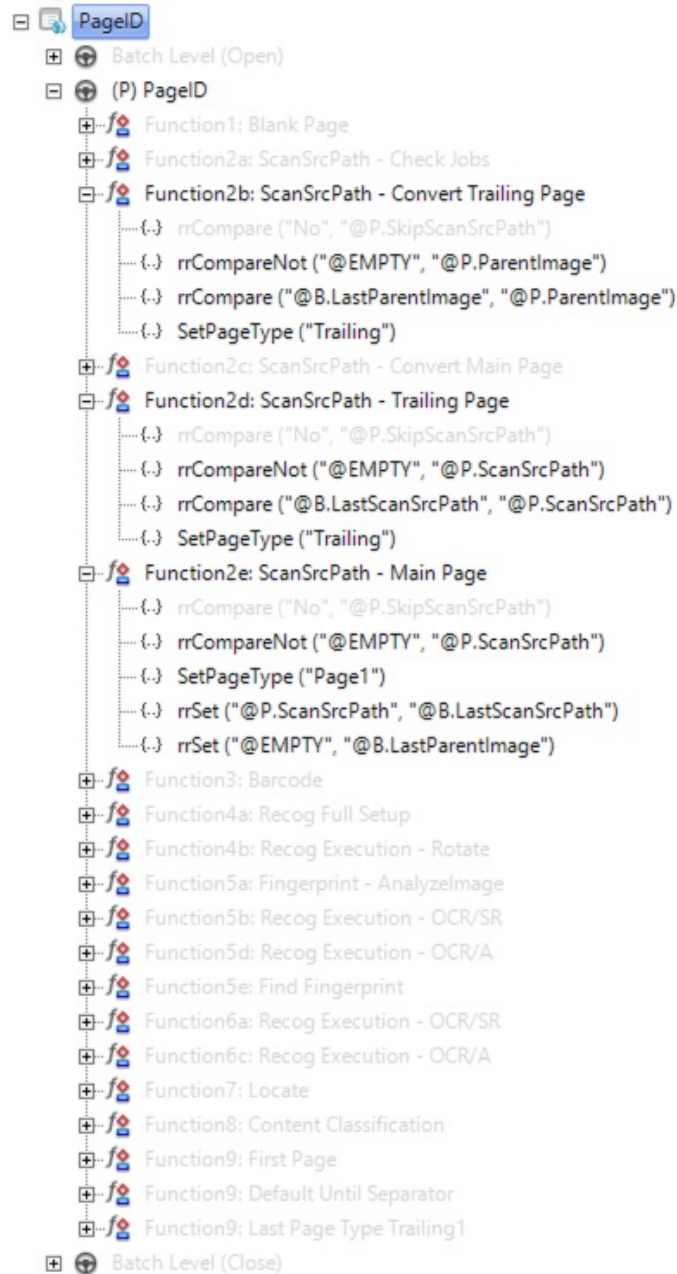 PageID
Batch Level (Open)
(P) PageID
Function1: Blank Page
Function2a: ScanSrcPath - Check Jobs
Function2b: ScanSrcPath - Convert Trailing Page
{..} rrCompare ("No", "@P.SkipScanSrcPath")
{..} rrCompareNot ("@EMPTY", "@P.ParentImage")
{..} rrCompare ("@B.LastParentImage", "@P.ParentImage")
{..} SetPageType ("Trailing")
Function2c: ScanSrcPath - Convert Main Page
Function2d: ScanSrcPath - Trailing Page
{..} rrCompare ("No", "@P.SkipScanSrcPath")
{..} rrCompareNot ("@EMPTY", "@P.ScanSrcPath")
{..} rrCompare ("@B.LastScanSrcPath", "@P.ScanSrcPath")
{..} SetPageType ("Trailing")
Function2e: ScanSrcPath - Main Page
{..} rrCompare ("No", "@P.SkipScanSrcPath")
{..} rrCompareNot ("@EMPTY", "@P.ScanSrcPath")
{..} SetPageType ("Page1")
{..} rrSet ("@P.ScanSrcPath", "@B.LastScanSrcPath")
{..} rrSet ("@EMPTY", "@B.LastParentImage")
Function3: Barcode
Function4a: Recog Full Setup
Function4b: Recog Execution - Rotate
Function5a: Fingerprint - AnalyzeImage
Function5b: Recog Execution - OCR/SR
Function5d: Recog Execution - OCR/A
Function5e: Find Fingerprint
Function6a: Recog Execution - OCR/SR
Function6c: Recog Execution - OCR/A
Function7: Locate
Function8: Content Classification
Function9: First Page
Function9: Default Until Separator
Function9: Last Page Type Trailing1
Batch Level (Close)